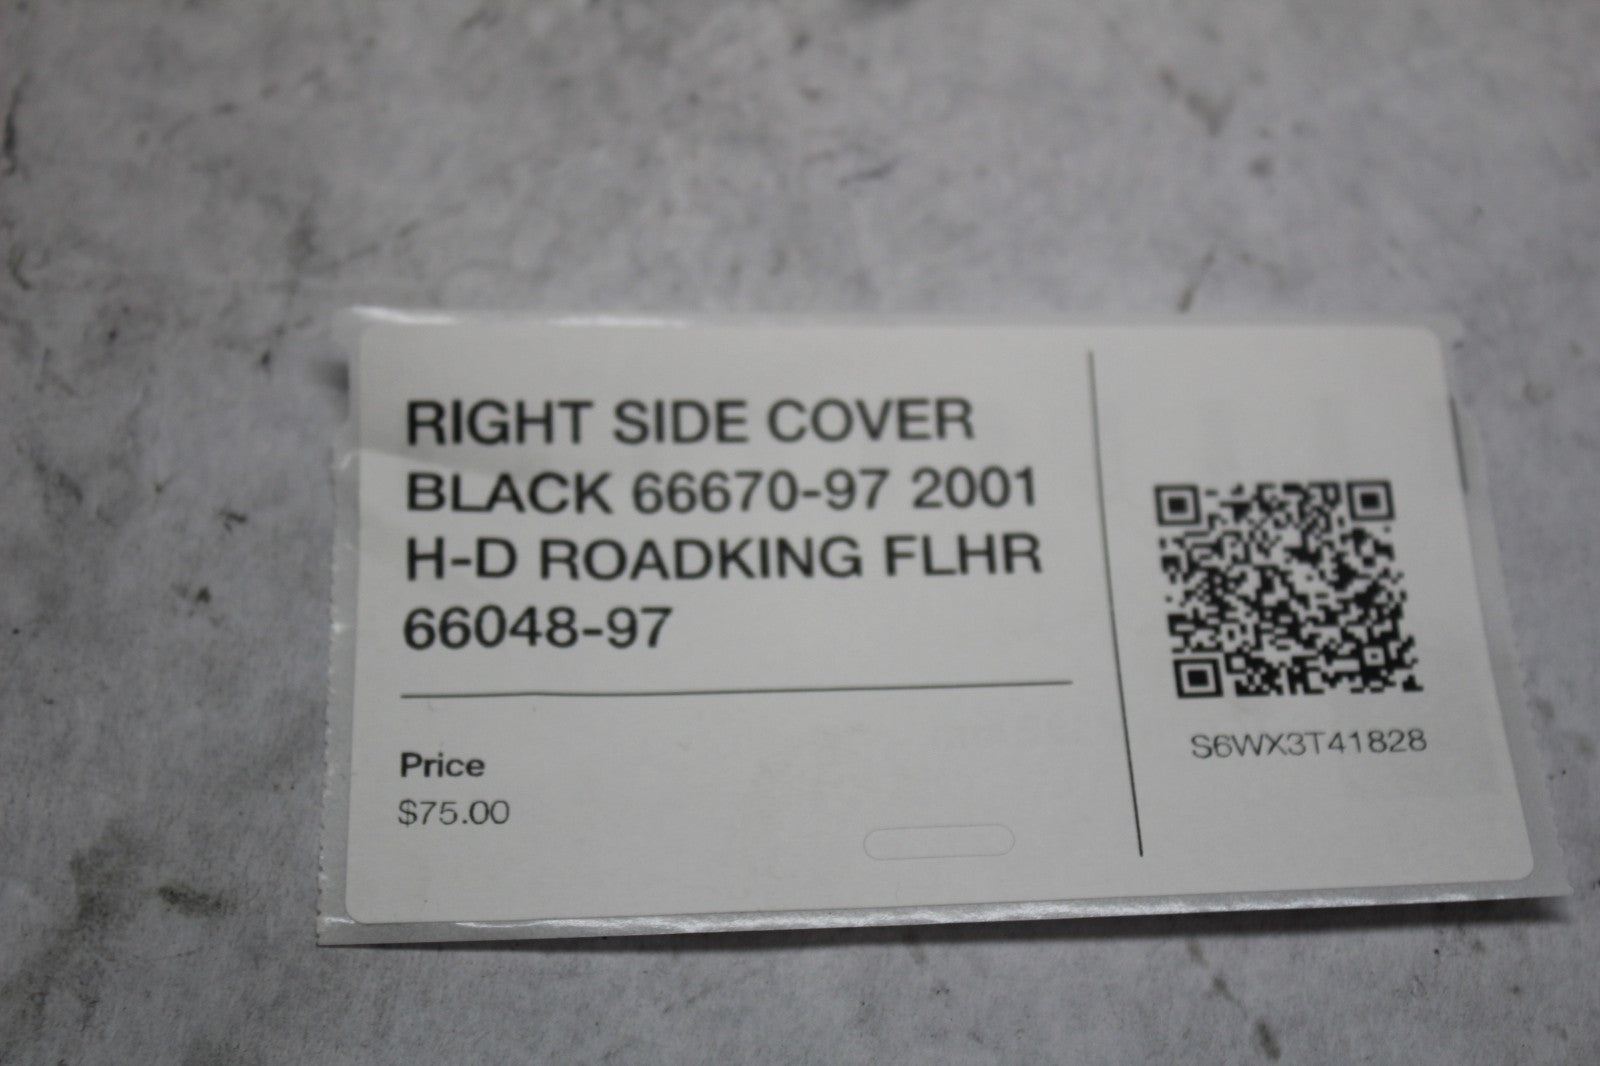 RIGHT SIDE COVER
BLACK 66670-97 2001
H-D ROADKING FLHR
66048-97
Price
$75.00
S6WX3T41828